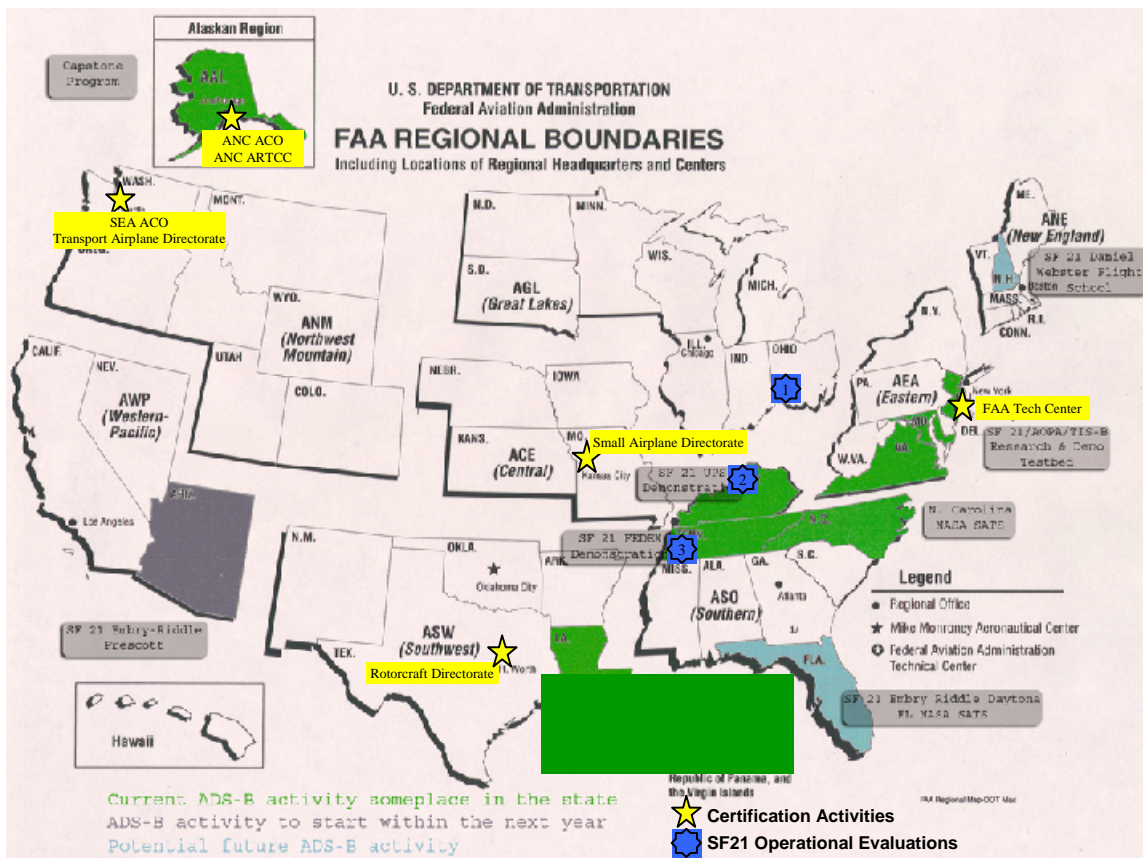 Alaskan Region
Capstone
Program
AAL
ANC ACO
ANC ARTCC
U. S. DEPARTMENT OF TRANSPORTATION
Federal Aviation Administration
FAA REGIONAL BOUNDARIES
Including Locations of Regional Headquarters and Centers
WASH.
SEA ACO
Transport Airplane Directorate
MONT.
N.D.
MINN.
ME.
ANE
(New England)
VT.
N.H.
SF 21 Daniel
Webster Flight
School
Boston
MASS.
R.I.
CONN.
S.D.
WIS.
MICH.
AGL
(Great Lakes)
N.Y.
WYO.
ANM
(Northwest
Mountain)
CALIF.
NEV.
UTAH
COLO.
AWP
(Western-
Pacific)
NEBR.
IOWA
ILL.
Chicago
IND.
OHIO
1
PA.
AEA
(Eastern)
New York
FAA Tech Center
DEL.
MD.
VA.
W.VA.
SF 21/AOPA/TIS-B
Research & Demo
Testbed
KANS.
MO.
Small Airplane Directorate
ACE
(Central)
Kansas City
SF 21 UPS
Demonstrati
2
N. Carolina
NASA SATS
ARIZ.
Los Angeles
N.M.
OKLA.
Oklahoma City
ARK.
SF 21 FEDEX
Demonstratio
3
N.C.
S.C.
MISS.
ALA.
GA.
Atlanta
ASO
(Southern)
1/
Legend
Regional Office
Mike Monroney Aeronautical Center
Federal Aviation Administration
Technical Center
SF 21 Embry-Riddle
Prescott
TEX.
ASW
(Southwest)
Ft. Worth
Rotorcraft Directorate
LA.
FLA.
SF 21 Embry Riddle Daytona
FL NASA SATS
Hawaii
Republic of Panama, and
the Virgin Islands
FAA Regional Map-DOT Mac
Current ADS-B activity someplace in the state
ADS-B activity to start within the next year
Potential future ADS-B activity
Certification Activities
SF21 Operational Evaluations